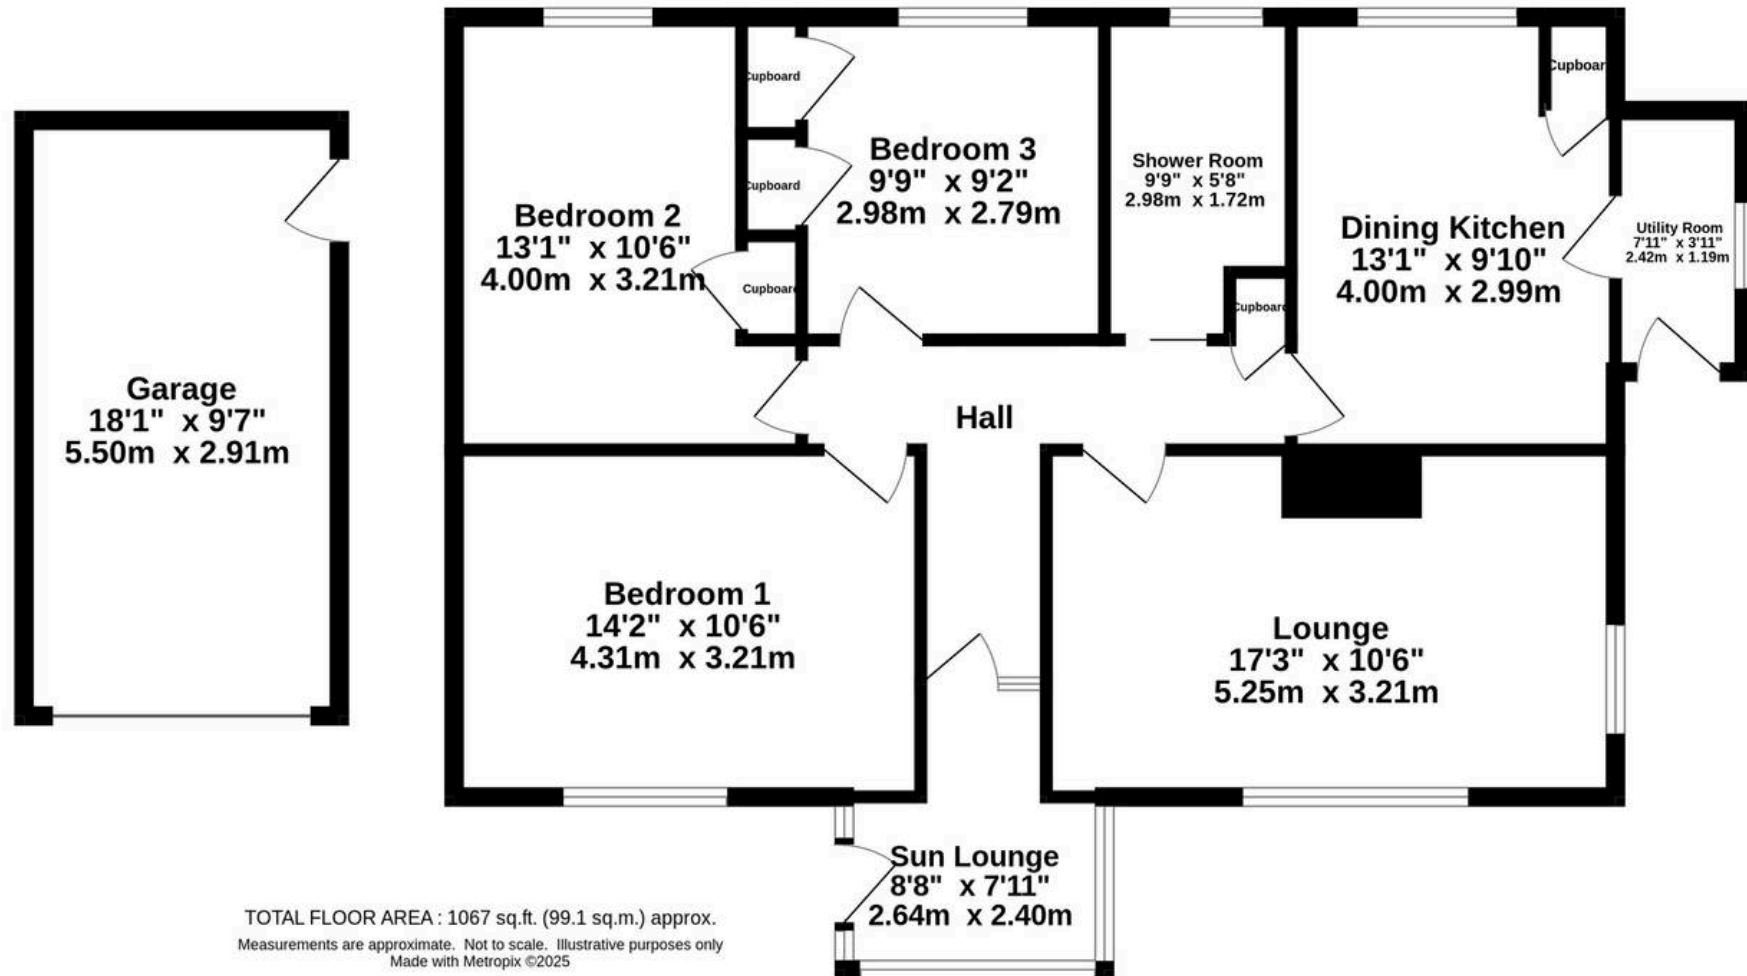 Cupboard
Cupboard
Cupboard
Bedroom 3
9'9" x 9'2"
2.98m x 2.79m
Shower Room
9'9" x 5'8"
2.98m x 1.72m
Bedroom 2
13'1" x 10'6"
4.00m x 3.21m
Cupboard
Dining Kitchen
13'1" x 9'10"
4.00m x 2.99m
Utility Room
7'11" x 3'11"
2.42m x 1.19m
Cupboar
Cupboard
Garage
18'1" x 9'7"
5.50m x 2.91m
Hall
Bedroom 1
14'2" x 10'6"
4.31m x 3.21m
Lounge
17'3" x 10'6"
5.25m x 3.21m
Sun Lounge
8'8" x 7'11"
2.64m x 2.40m
TOTAL FLOOR AREA : 1067 sq.ft. (99.1 sq.m.) approx.
Measurements are approximate. Not to scale. Illustrative purposes only
Made with Metropix ©2025